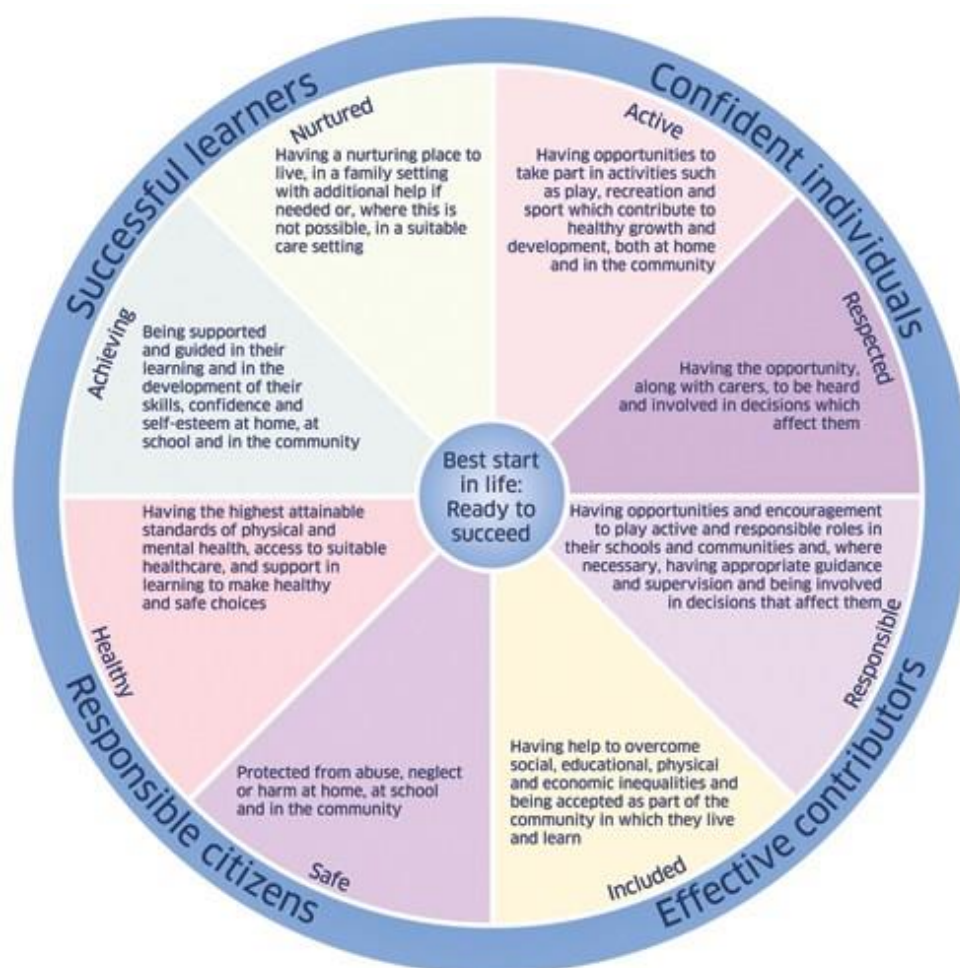 Successful learners
Confident individuals
Nurtured
Having a nurturing place to
live, in a family setting
with additional help if
needed or, where this is
not possible, in a suitable
care setting
Active
Having opportunities to
take part in activities such
as play, recreation and
sport which contribute to
healthy growth and
development, both at home
and in the community
Achieving
Being supported
and guided in their
learning and in the
development of their
skills, confidence and
self-esteem at home, at
school and in the community
Respected
Having the opportunity,
along with carers, to be heard
and involved in decisions which
affect them
Best start
in life:
Ready to
succeed
Healthy
Having the highest attainable
standards of physical and
mental health, access to suitable
healthcare, and support in
learning to make healthy
and safe choices
Having opportunities and encouragement
to play active and responsible roles in
their schools and communities and, where
necessary, having appropriate guidance
and supervision and being involved
in decisions that affect them
Responsible
Protected from abuse, neglect
or harm at home, at school
and in the community
Safe
Having help to overcome
social, educational, physical
and economic inequalities and
being accepted as part of the
community in which they live
and learn
Included
Responsible citizens
Effective contributors